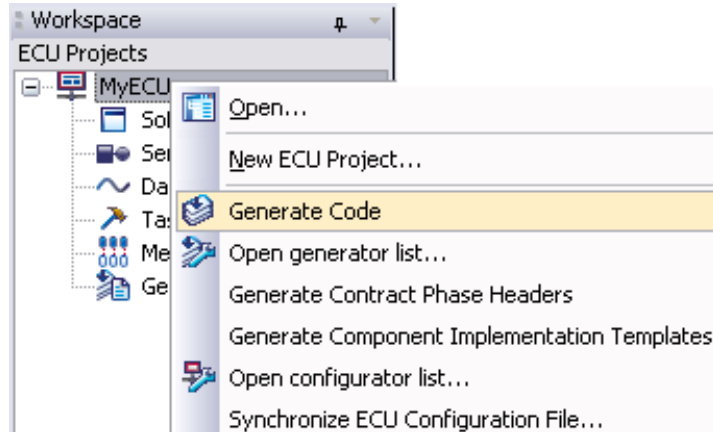 Workspace
ECU Projects
MyECU
Open...
New ECU Project...
Generate Code
Open generator list...
Generate Contract Phase Headers
Generate Component Implementation Templates
Open configurator list...
Synchronize ECU Configuration File...